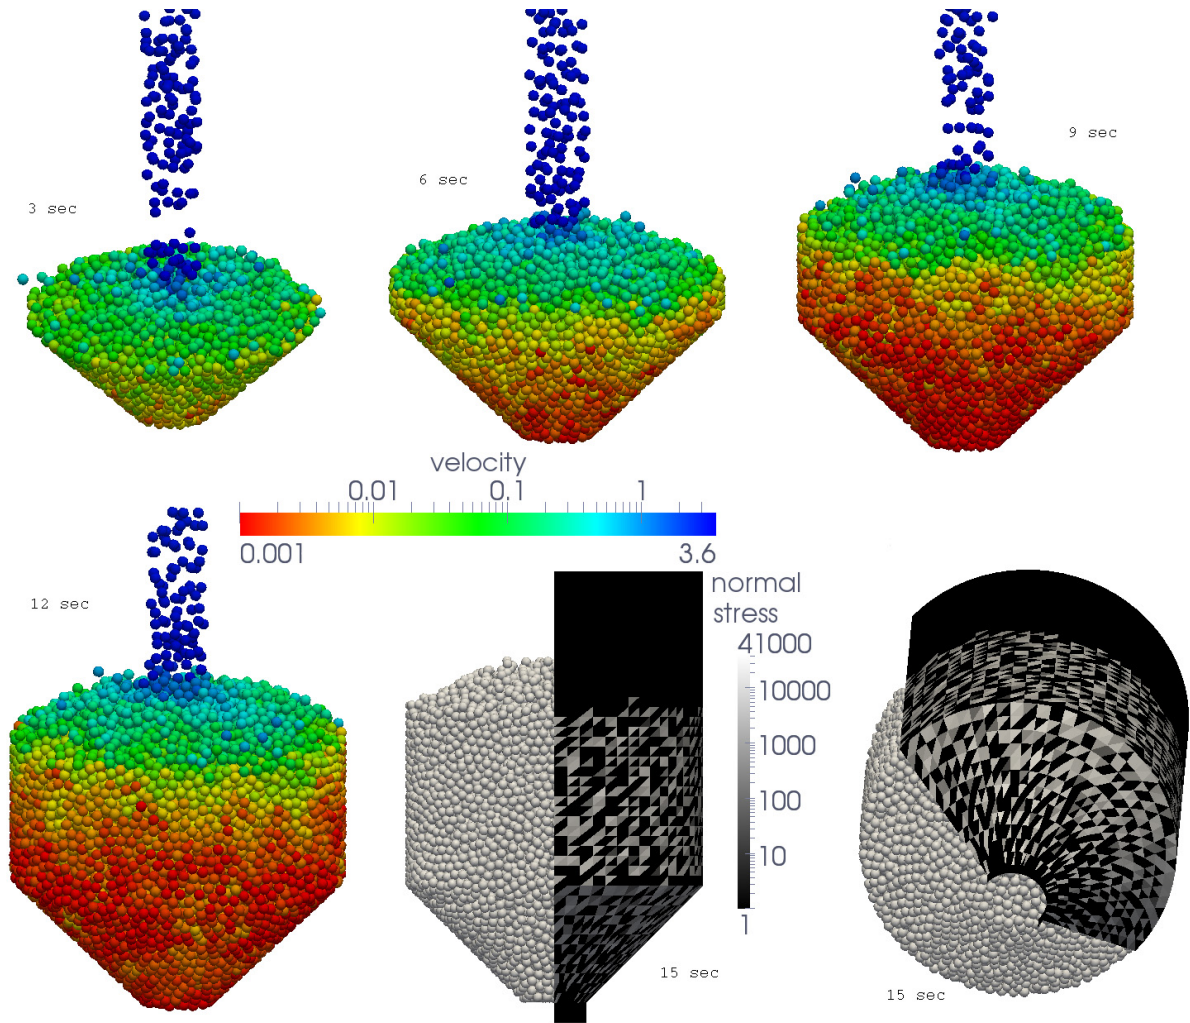 9 sec
6 sec
3 sec
velocity
0.01 0.1 1
0.001 3.6
12 sec
normal
stress
41000
10000
1000
100
10
1
15 sec
15 sec